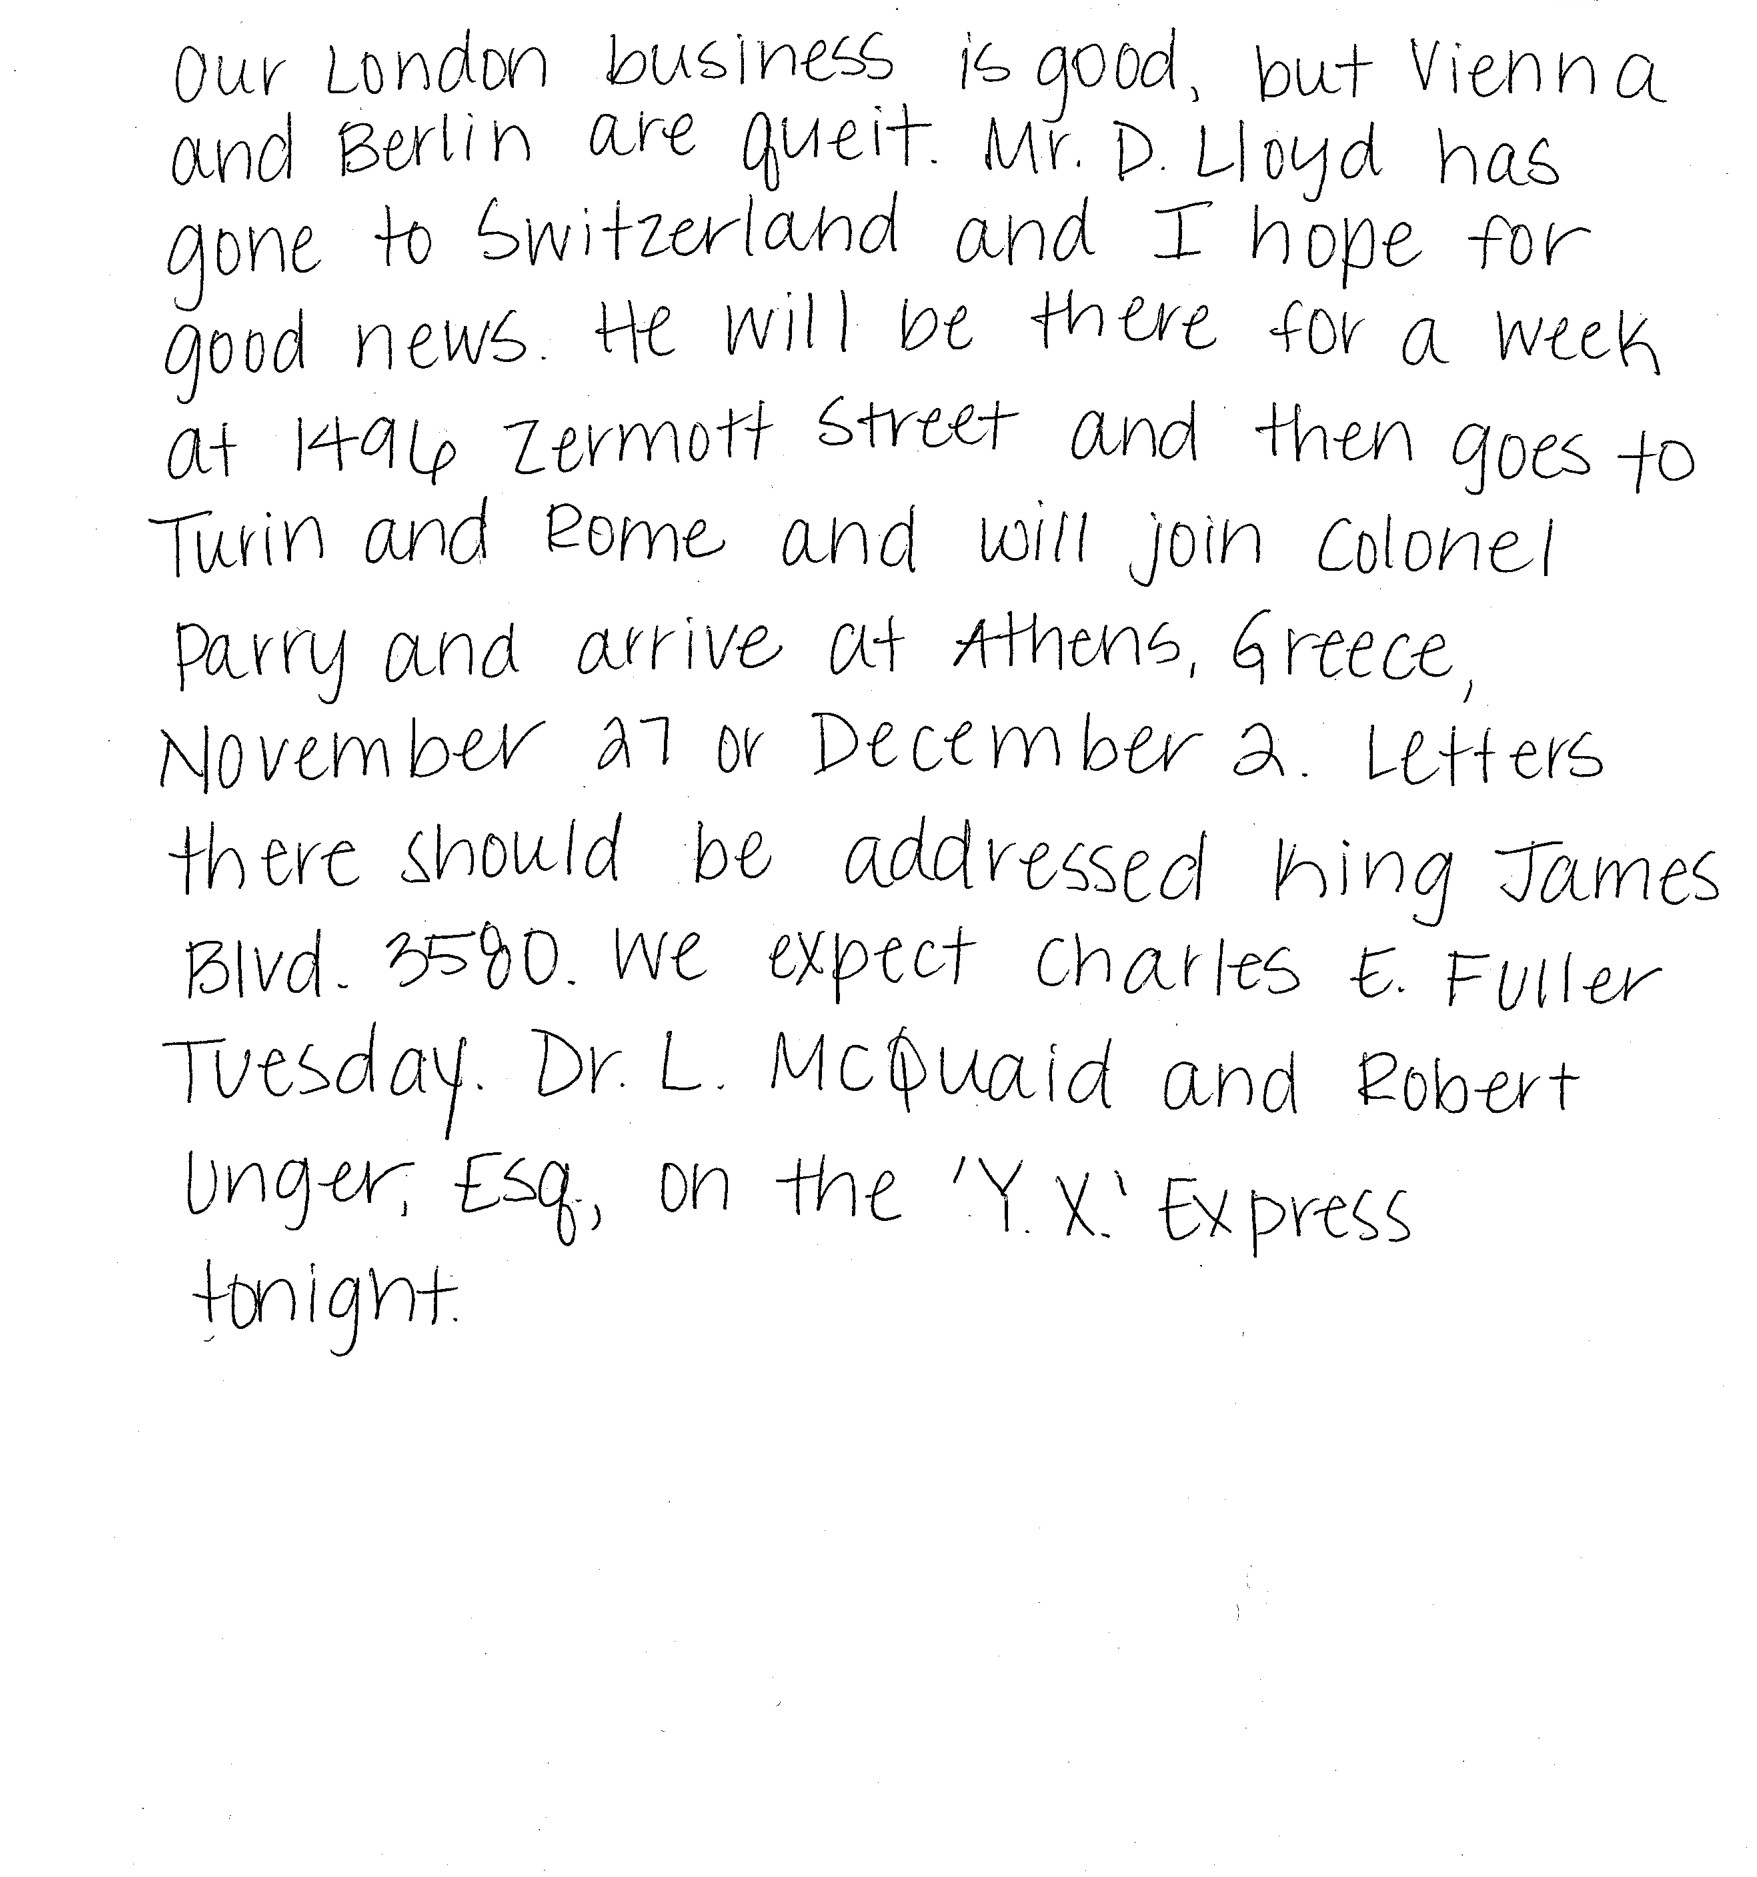 Our London business is good, but Vienna
and Berlin are queit. Mr. D. Lloyd has
gone to Switzerland and I hope for
good news. He will be there for a week
at 1496 Zermott Street and then goes to
Turin and Rome and will join Colonel
Parry and arrive at Athens, Greece,
November 27 or December 2. Letters
there should be addressed King James
Blvd. 3580. We expect Charles E. Fuller
Tuesday. Dr. L. McQuaid and Robert
Unger, Esq., on the 'Y. X.' Express
tonight.